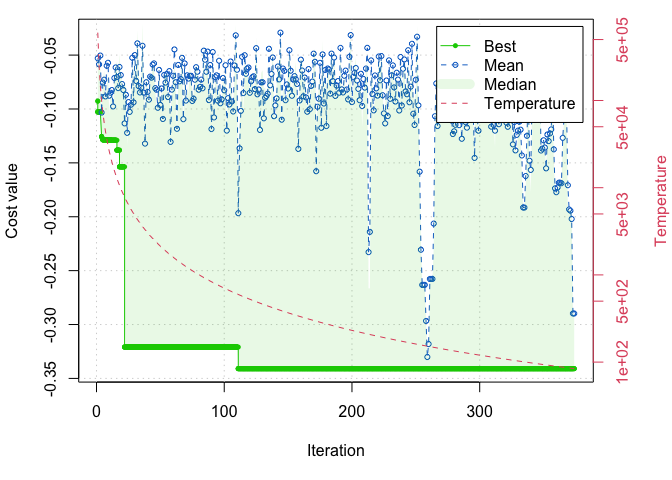 Cost value
-0.05
-0.10
-0.15
-0.20
-0.25
-0.30
-0.35
0
100
200
300
Iteration
Best
Mean
Median
Temperature
5e+05
5e+04
5e+03
5e+02
1e+02
Temperature